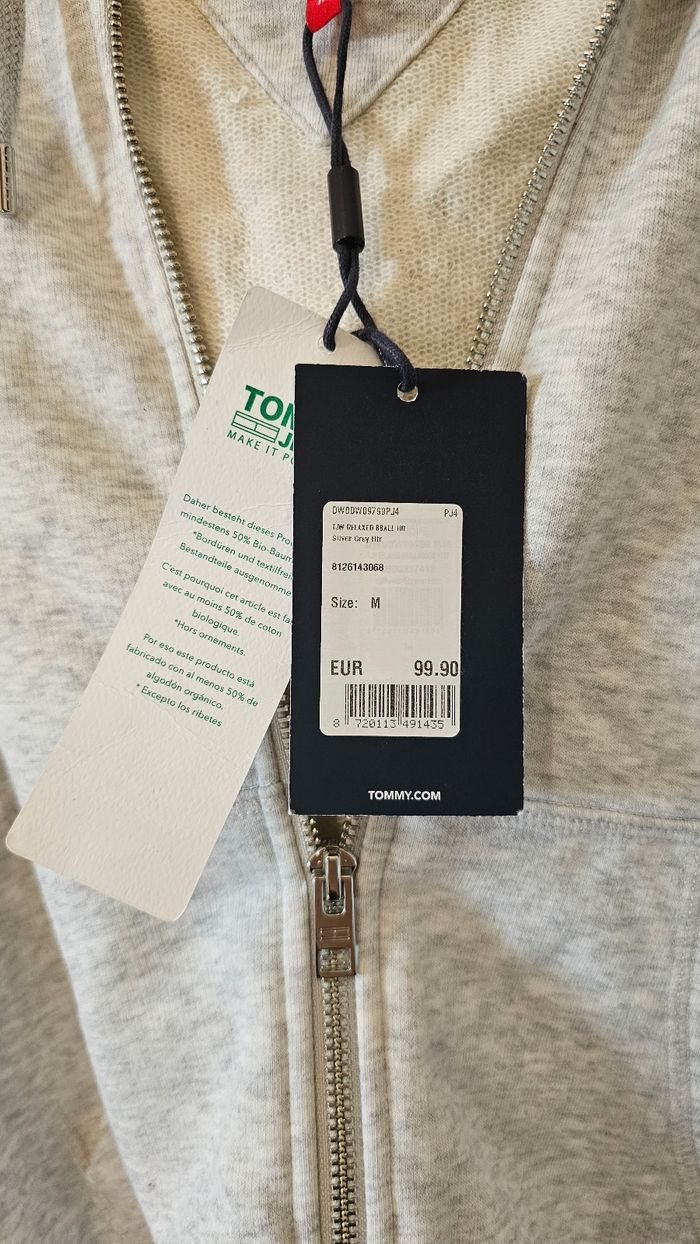 TOM
MAKE IT PO
Daher besteht dieses Pro
mindestens 50% Bio-Baum
*Bordüren und textilfrei
Bestandteile ausgenomme
C'est pourquoi cet article est fa
avec au moins 50% de coton
biologique.
*Hors ornements.
Por eso este producto está
fabricado con al menos 50% de
algodón orgánico.
* Excepto los ribetes
DW0DW09799PJ4 PJ4
TJW RELAXED BBALL HR
Silver Grey Htr
8126143068
Size: M
EUR 99.90
8 720113 491435
TOMMY.COM